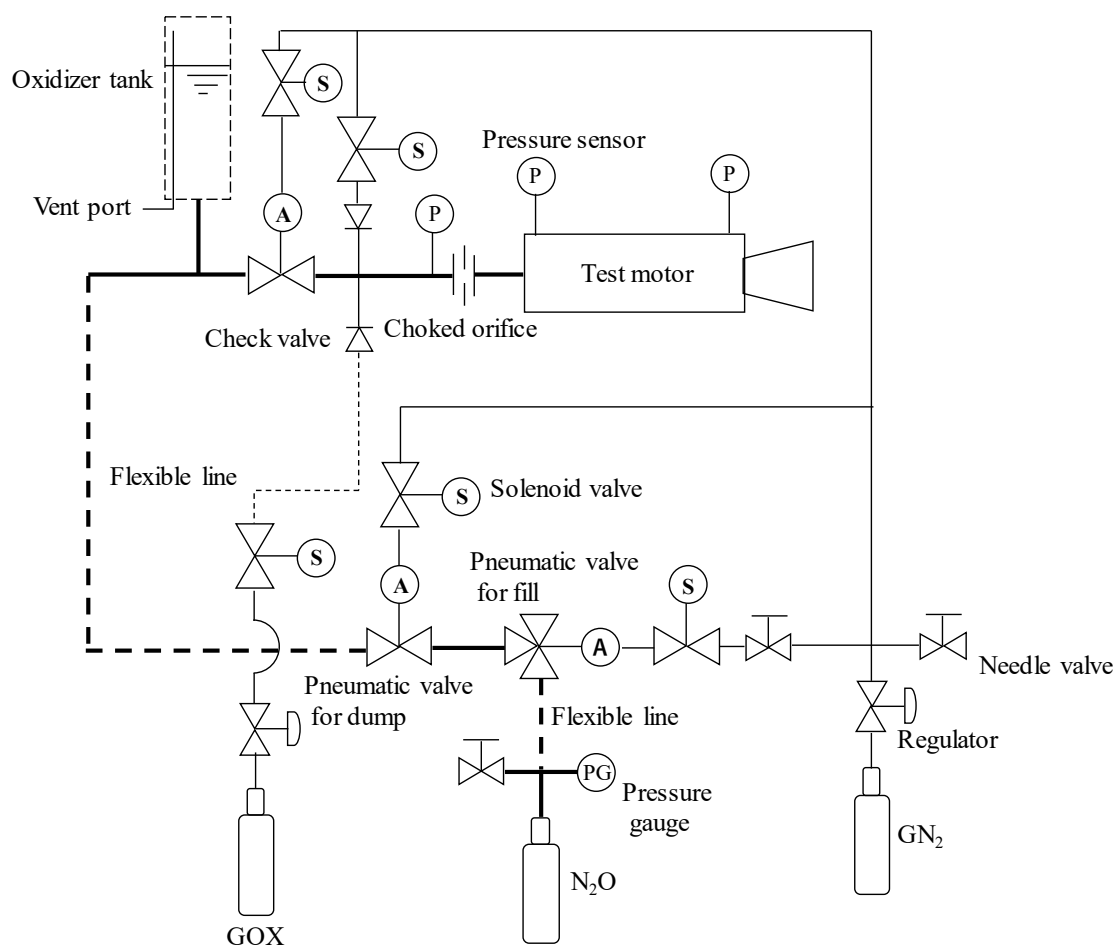 S
Oxidizer tank
S
Pressure sensor
P
P
Vent port
A
P
Test motor
Check valve
Choked orifice
Flexible line
S
Solenoid valve
S
A
Pneumatic valve
for fill
S
A
Needle valve
Pneumatic valve
for dump
Flexible line
Regulator
PG
Pressure
gauge
GN₂
N₂O
GOX